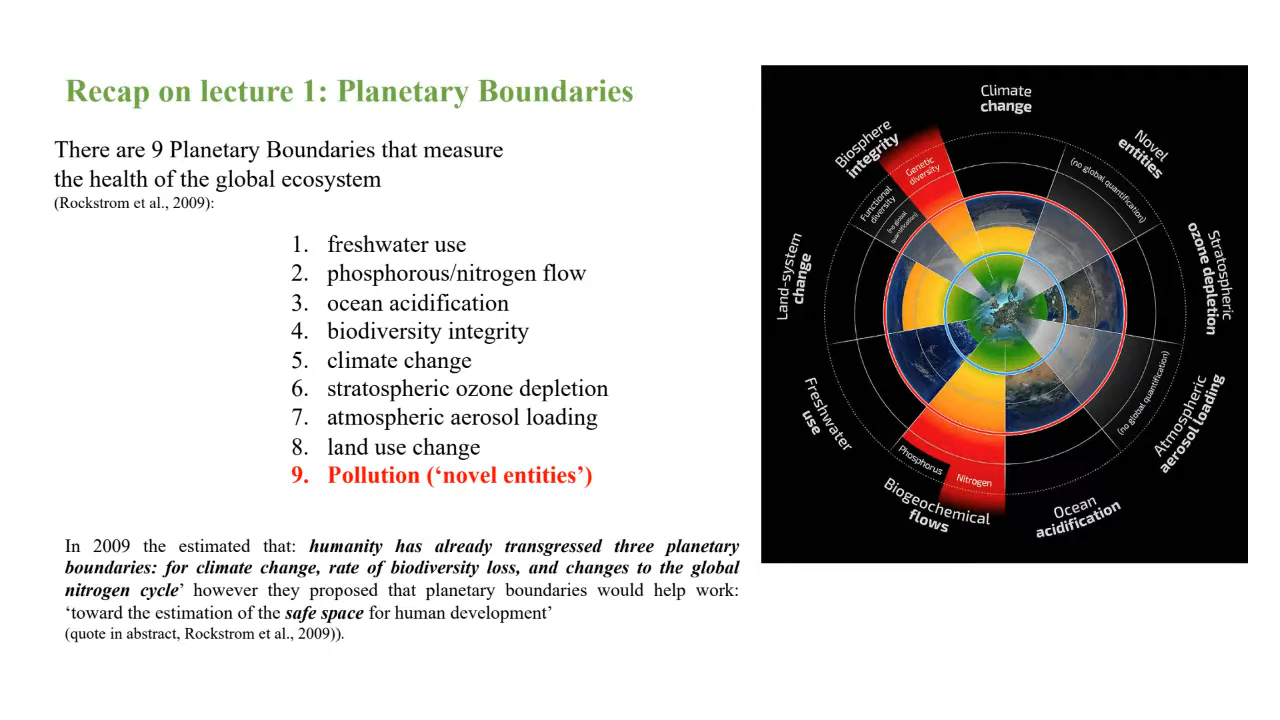 Recap on lecture 1: Planetary Boundaries
There are 9 Planetary Boundaries that measure
the health of the global ecosystem
(Rockstrom et al., 2009):
1. freshwater use
2. phosphorous/nitrogen flow
3. ocean acidification
4. biodiversity integrity
5. climate change
6. stratospheric ozone depletion
7. atmospheric aerosol loading
8. land use change
9. Pollution (‘novel entities’)
In 2009 the estimated that: humanity has already transgressed three planetary
boundaries: for climate change, rate of biodiversity loss, and changes to the global
nitrogen cycle’ however they proposed that planetary boundaries would help work:
‘toward the estimation of the safe space for human development’
(quote in abstract, Rockstrom et al., 2009)).
Climate
change
Novel
entities
(no global quantification)
Stratospheric
ozone depletion
Atmospheric
aerosol loading
(no global quantification)
Ocean
acidification
Biogeochemical
flows
Phosphorus
Nitrogen
Freshwater
use
Land-system
change
Biosphere
integrity
Functional
diversity
(no global
quantification)
Genetic
diversity